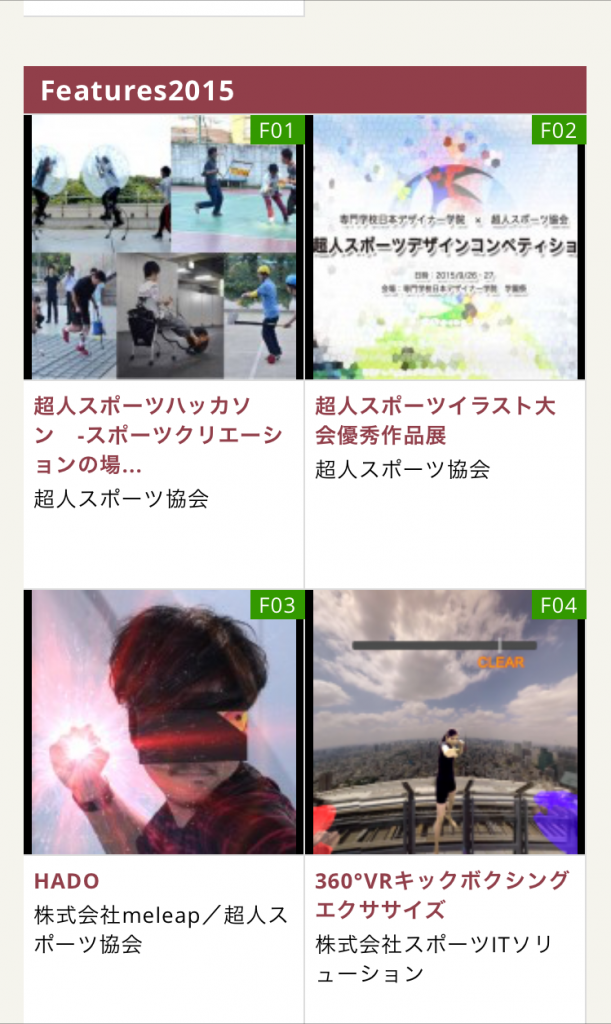 Features2015
F01
F02
専門学校日本デザイナー学院 × 超人スポーツ協会
超人スポーツデザインコンペティショ
日時：2015/9/26・27
会場：専門学校日本デザイナー学院 学園祭
超人スポーツハッカソ
ン -スポーツクリエーシ
ョンの場...
超人スポーツ協会
超人スポーツイラスト大
会優秀作品展
超人スポーツ協会
F03
F04
CLEAR
HADO
株式会社meleap／超人ス
ポーツ協会
360°VRキックボクシング
エクササイズ
株式会社スポーツITソリ
ューション